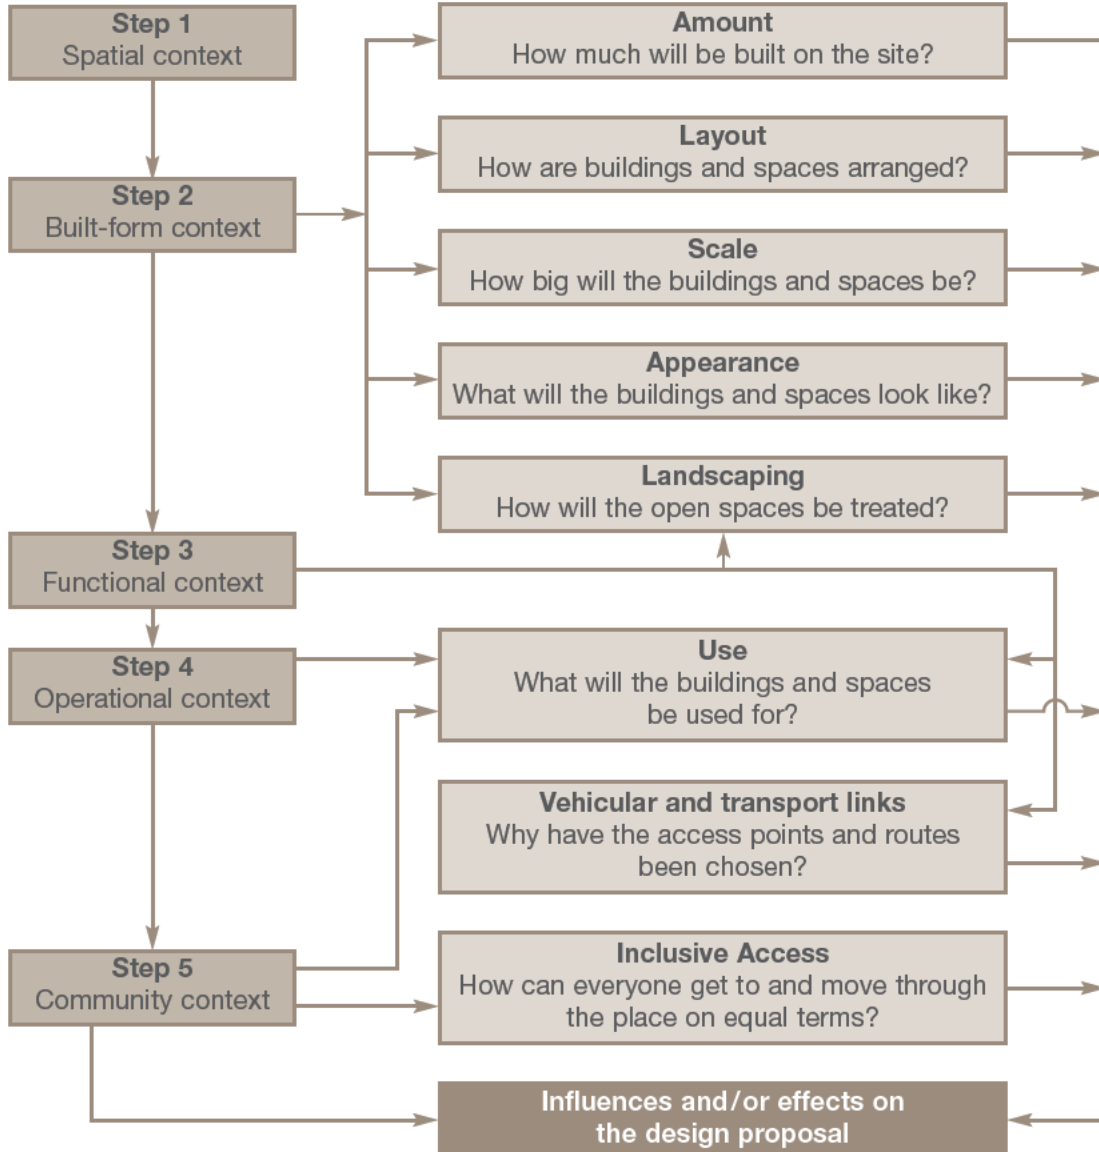 Step 1
Spatial context
Amount
How much will be built on the site?
Layout
How are buildings and spaces arranged?
Step 2
Built-form context
Scale
How big will the buildings and spaces be?
Appearance
What will the buildings and spaces look like?
Landscaping
How will the open spaces be treated?
Step 3
Functional context
Step 4
Operational context
Use
What will the buildings and spaces
be used for?
Vehicular and transport links
Why have the access points and routes
been chosen?
Step 5
Community context
Inclusive Access
How can everyone get to and move through
the place on equal terms?
Influences and/or effects on
the design proposal